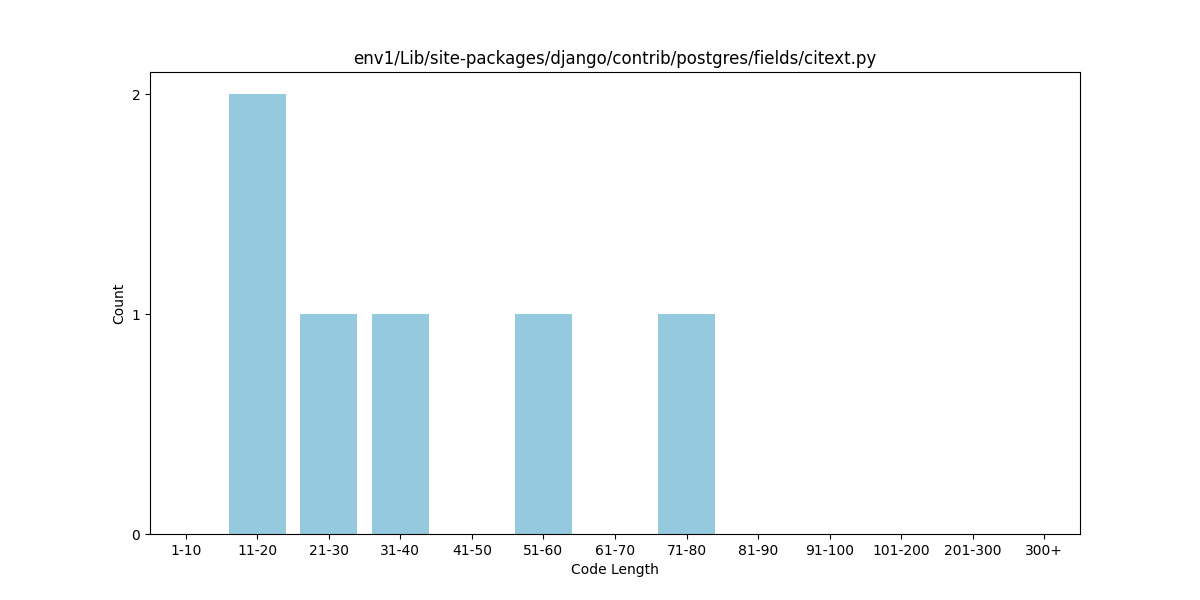 env1/Lib/site-packages/django/contrib/postgres/fields/citext.py
2
1
0
Count
1-10 11-20 21-30 31-40 41-50 51-60 61-70 71-80 81-90 91-100 101-200 201-300 300+
Code Length